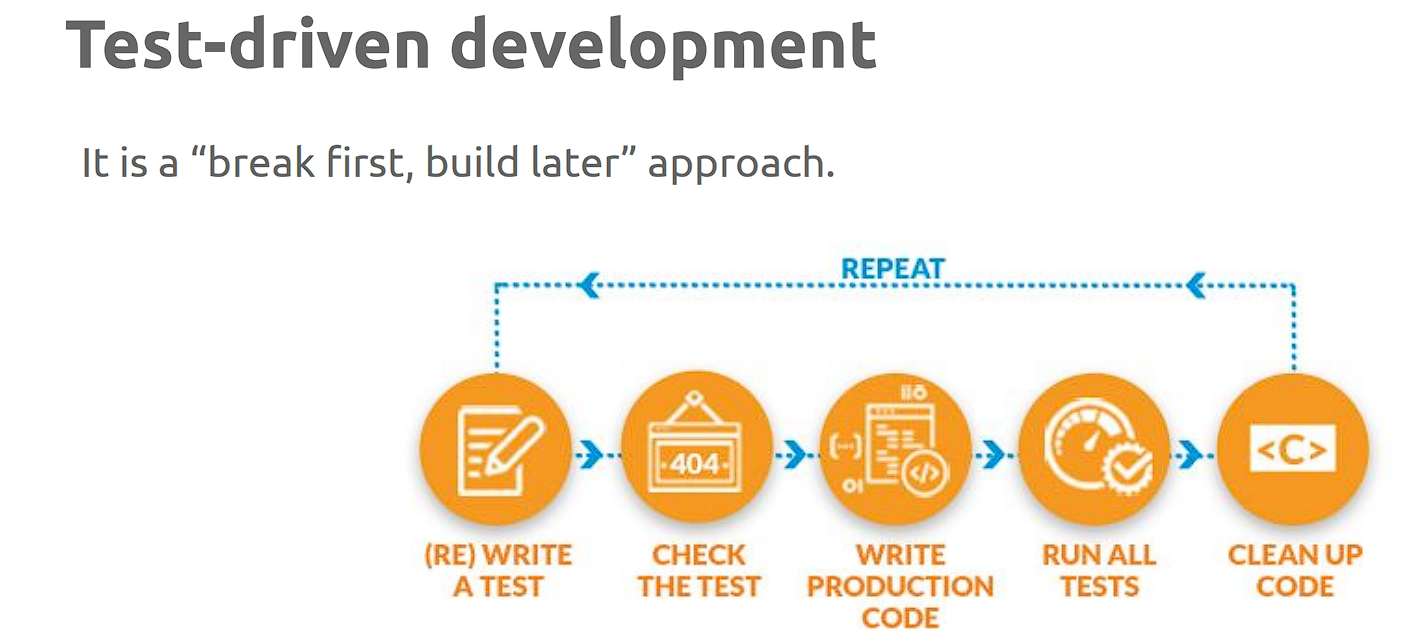 Test-driven development
It is a “break first, build later” approach.
REPEAT
404
<C>
(RE) WRITE
A TEST
CHECK
THE TEST
WRITE
PRODUCTION
CODE
RUN ALL
TESTS
CLEAN UP
CODE